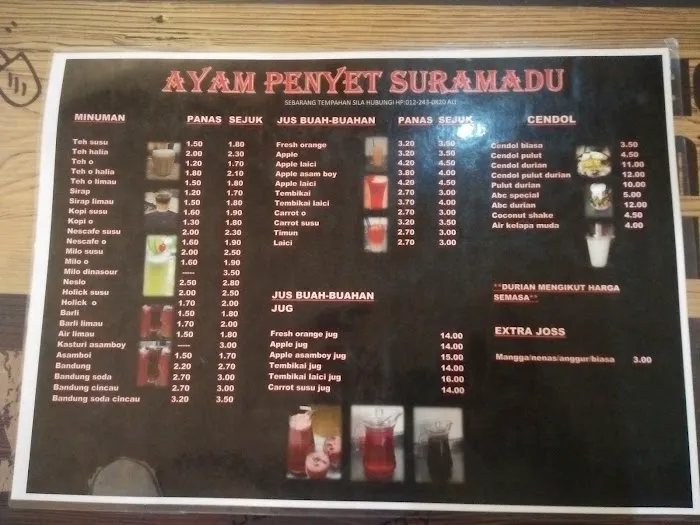 AYAM PENYET SURAMADU
SEBARANG TEMPAHAN SILA HUBUNGI HP:012-243-0820 ALI
MINUMAN PANAS SEJUK
Teh susu 1.50 1.80
Teh halia 2.00 2.30
Teh o 1.20 1.70
Teh o halia 1.80 2.10
Teh o limau 1.50 1.80
Sirap 1.20 1.70
Sirap limau 1.50 1.80
Kopi susu 1.60 1.90
Kopi o 1.30 1.80
Nescafe susu 2.00 2.30
Nescafe o 1.60 1.90
Milo susu 2.00 2.50
Milo o 1.60 1.90
Milo dinasour ---- 3.50
Neslo 2.50 2.80
Holick susu 2.00 2.50
Holick o 1.70 2.00
Barli 1.50 1.80
Barli limau 1.70 2.00
Air limau 1.50 1.80
Kasturi asamboy ---- 3.00
Asamboi 1.50 1.70
Bandung 2.20 2.70
Bandung soda 2.70 3.00
Bandung cincau 2.70 3.00
Bandung soda cincau 3.20 3.50
JUS BUAH-BUAHAN PANAS SEJUK
Fresh orange 3.20 3.50
Apple 3.20 3.50
Apple laici 4.20 4.50
Apple asam boy 3.80 4.00
Apple laici 4.20 4.50
Tembikai 2.70 3.00
Tembikai laici 3.70 4.00
Carrot o 2.70 3.00
Carrot susu 3.20 3.50
Timun 2.70 3.00
Laici 2.70 3.00
JUS BUAH-BUAHAN
JUG
Fresh orange jug 14.00
Apple jug 14.00
Apple asamboy jug 15.00
Tembikai jug 14.00
Tembikai laici jug 16.00
Carrot susu jug 14.00
CENDOL
Cendol biasa 3.50
Cendol pulut 4.50
Cendol durian 11.00
Cendol pulut durian 12.00
Pulut durian 10.00
Abc special 5.00
Abc durian 12.00
Coconut shake 4.50
Air kelapa muda 4.00
**DURIAN MENGIKUT HARGA
SEMASA**
EXTRA JOSS
Mangga/nenas/anggur/biasa 3.00